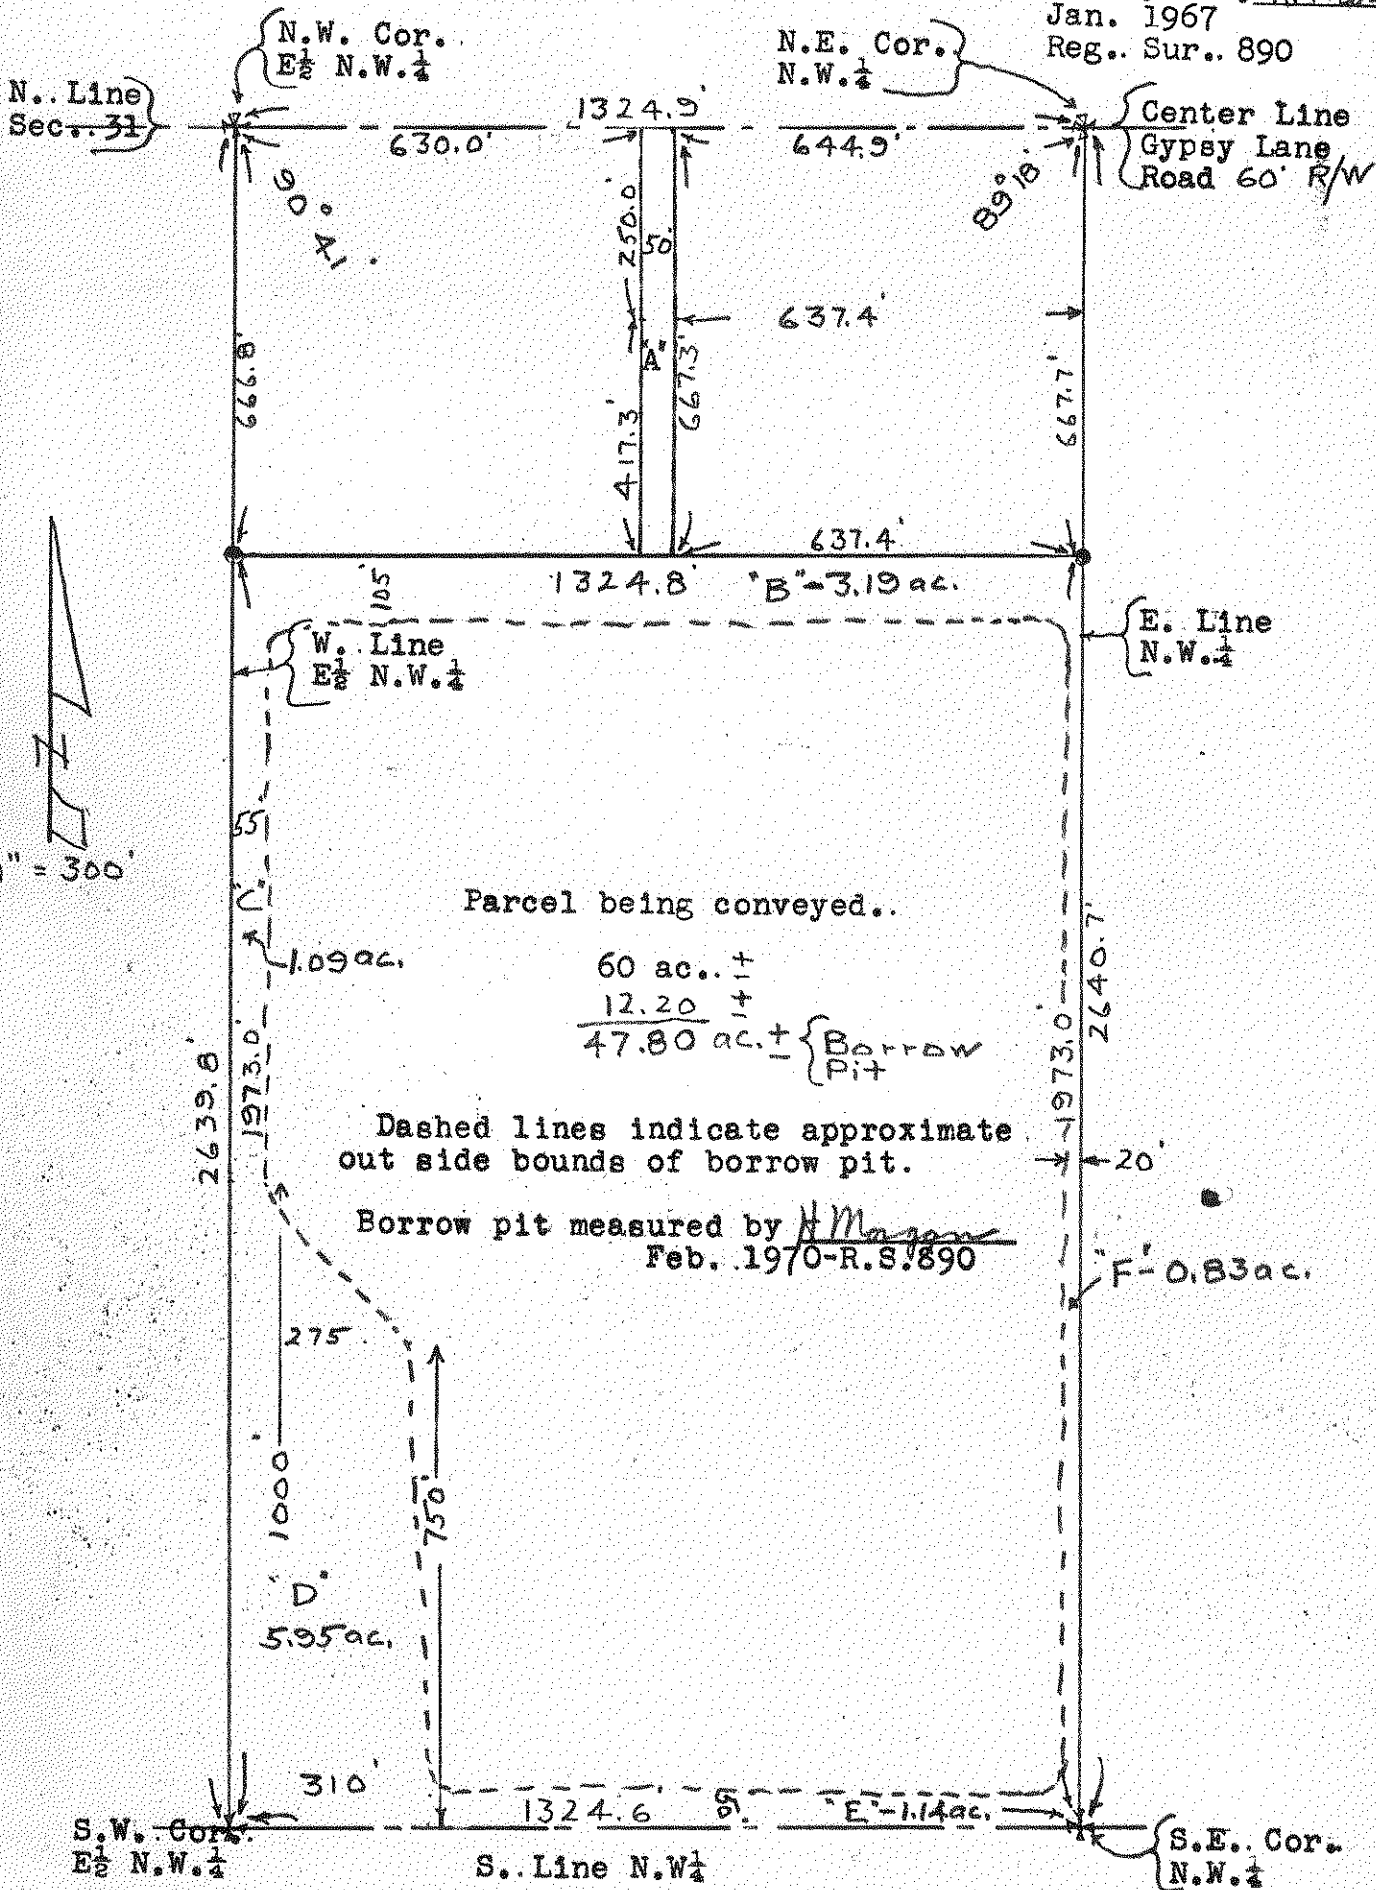 Jan. 1967
Reg.. Sur.. 890
N.W. Cor.
E½ N.W.¼
N.E. Cor.
N.W.¼
N.. Line
Sec.. 31
Center Line
Gypsy Lane
Road 60' R/W
1324.9'
630.0'
644.9'
90° 41'
89° 18'
250.0
50'
637.4'
"A"
666.8'
417.3'
667.3'
667.7'
637.4'
105'
1324.8'
"B"-3.19 ac.
W.. Line
E½ N.W.¼
E. Line
N.W.¼
N
1" = 300'
55'
"C"
1.09 ac.
Parcel being conveyed..
60 ac.. ±
12.20 ±
47.80 ac. ± Borrow
Pit
2639.8'
1973.0'
1973.0'
2640.7'
Dashed lines indicate approximate
out side bounds of borrow pit.
20'
Borrow pit measured by H Morgan
Feb. 1970-R.S.890
"F"-0.83 ac.
275
1000'
750'
"D"
5.95 ac.
310'
1324.6'
"E"-1.14 ac.
S.W. Cor.
E½ N.W.¼
S.. Line N.W¼
S.E.. Cor.
N.W.¼